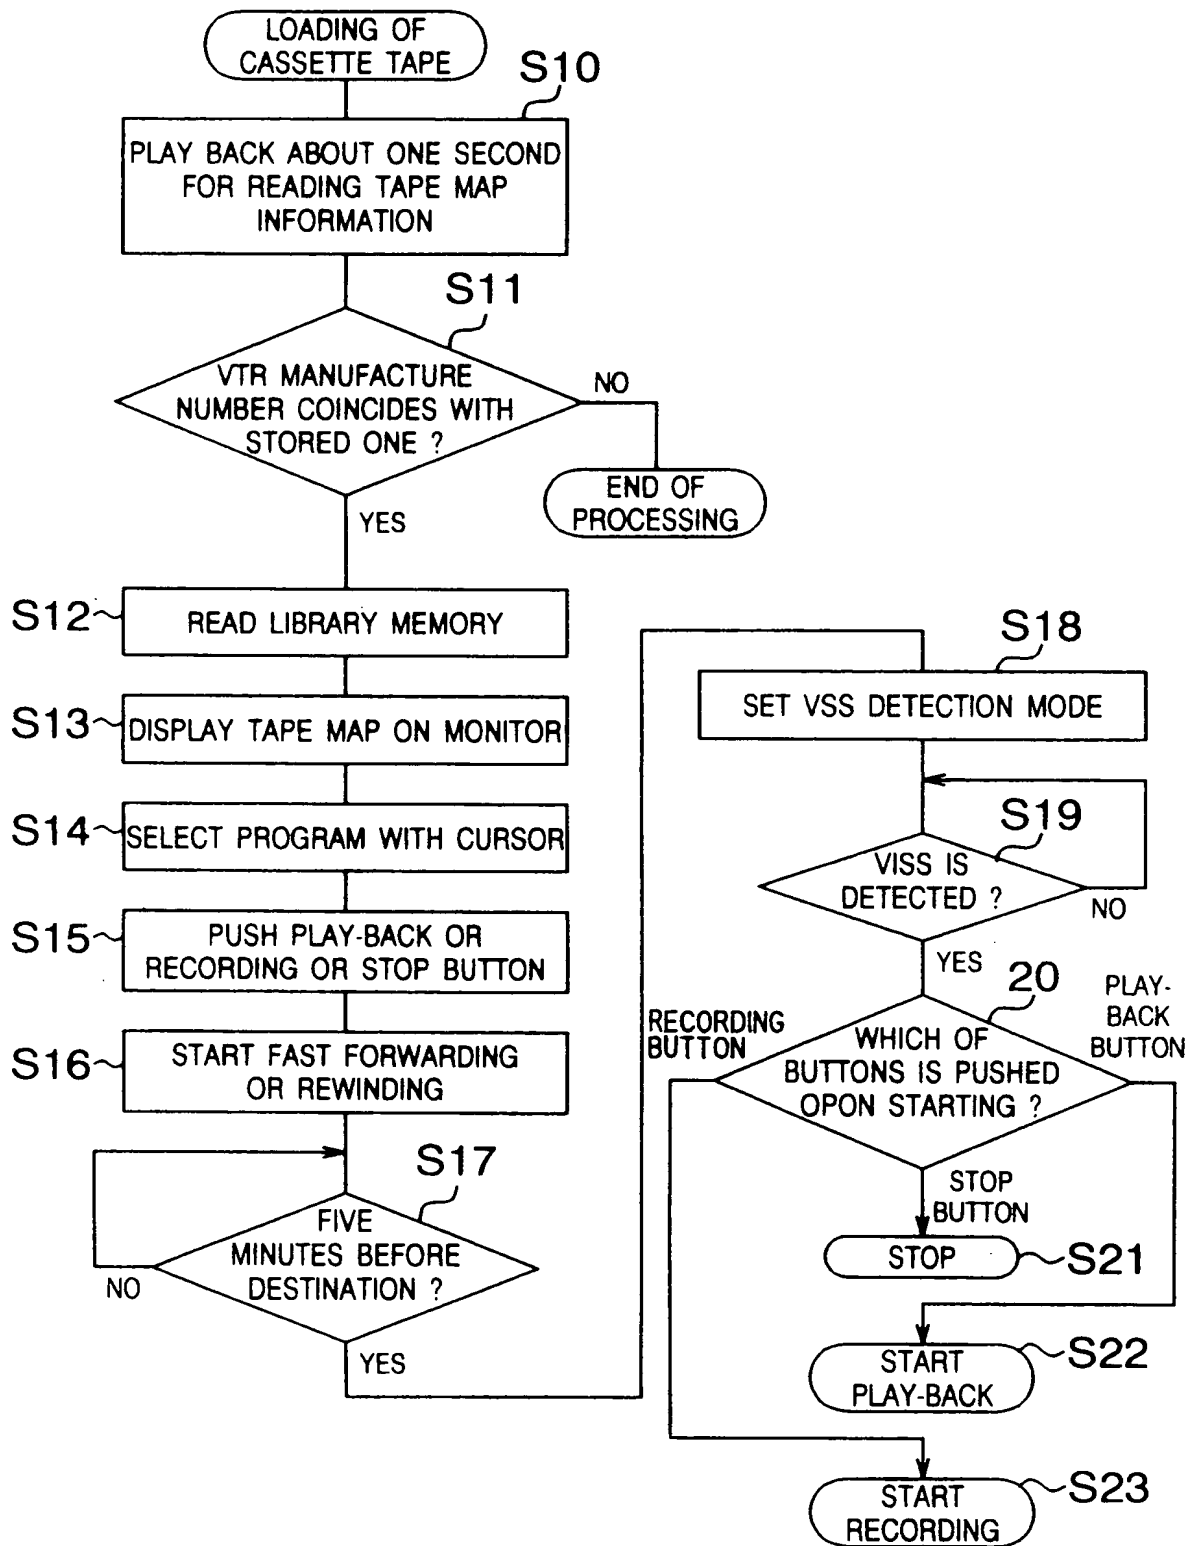 LOADING OF
CASSETTE TAPE
S10
PLAY BACK ABOUT ONE SECOND
FOR READING TAPE MAP
INFORMATION
S11
VTR MANUFACTURE
NUMBER COINCIDES WITH
STORED ONE ?
NO
END OF
PROCESSING
YES
S12
READ LIBRARY MEMORY
S13
DISPLAY TAPE MAP ON MONITOR
S14
SELECT PROGRAM WITH CURSOR
S15
PUSH PLAY-BACK OR
RECORDING OR STOP BUTTON
S16
START FAST FORWARDING
OR REWINDING
S17
FIVE
MINUTES BEFORE
DESTINATION ?
NO
YES
S18
SET VSS DETECTION MODE
S19
VISS IS
DETECTED ?
NO
YES
20
RECORDING
BUTTON
WHICH OF
BUTTONS IS PUSHED
OPON STARTING ?
PLAY-
BACK
BUTTON
STOP
BUTTON
STOP
S21
START
PLAY-BACK
S22
START
RECORDING
S23